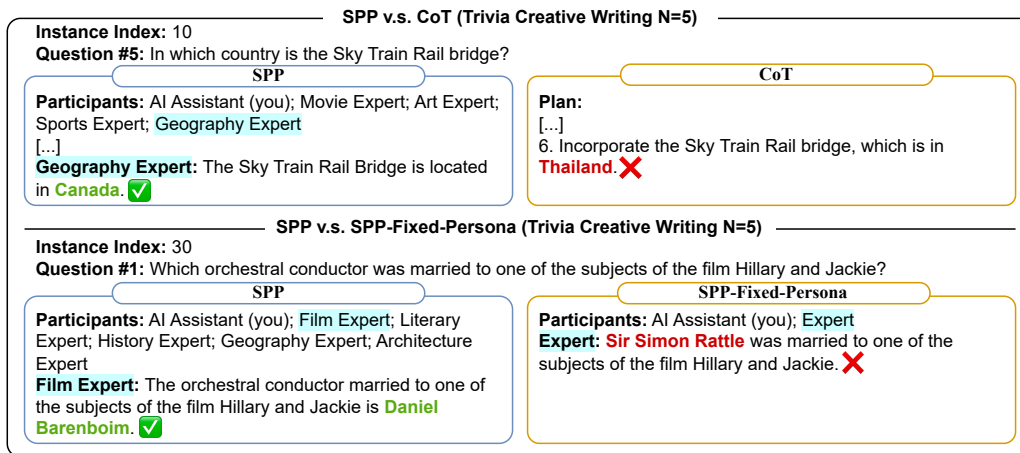 SPP v.s. CoT (Trivia Creative Writing N=5)
Instance Index: 10
Question #5: In which country is the Sky Train Rail bridge?
SPP
Participants: AI Assistant (you); Movie Expert; Art Expert;
Sports Expert; Geography Expert
[...]
Geography Expert: The Sky Train Rail Bridge is located
in Canada.
CoT
Plan:
[...]
6. Incorporate the Sky Train Rail bridge, which is in
Thailand.
SPP v.s. SPP-Fixed-Persona (Trivia Creative Writing N=5)
Instance Index: 30
Question #1: Which orchestral conductor was married to one of the subjects of the film Hillary and Jackie?
SPP
Participants: AI Assistant (you); Film Expert; Literary
Expert; History Expert; Geography Expert; Architecture
Expert
Film Expert: The orchestral conductor married to one of
the subjects of the film Hillary and Jackie is Daniel
Barenboim.
SPP-Fixed-Persona
Participants: AI Assistant (you); Expert
Expert: Sir Simon Rattle was married to one of the
subjects of the film Hillary and Jackie.